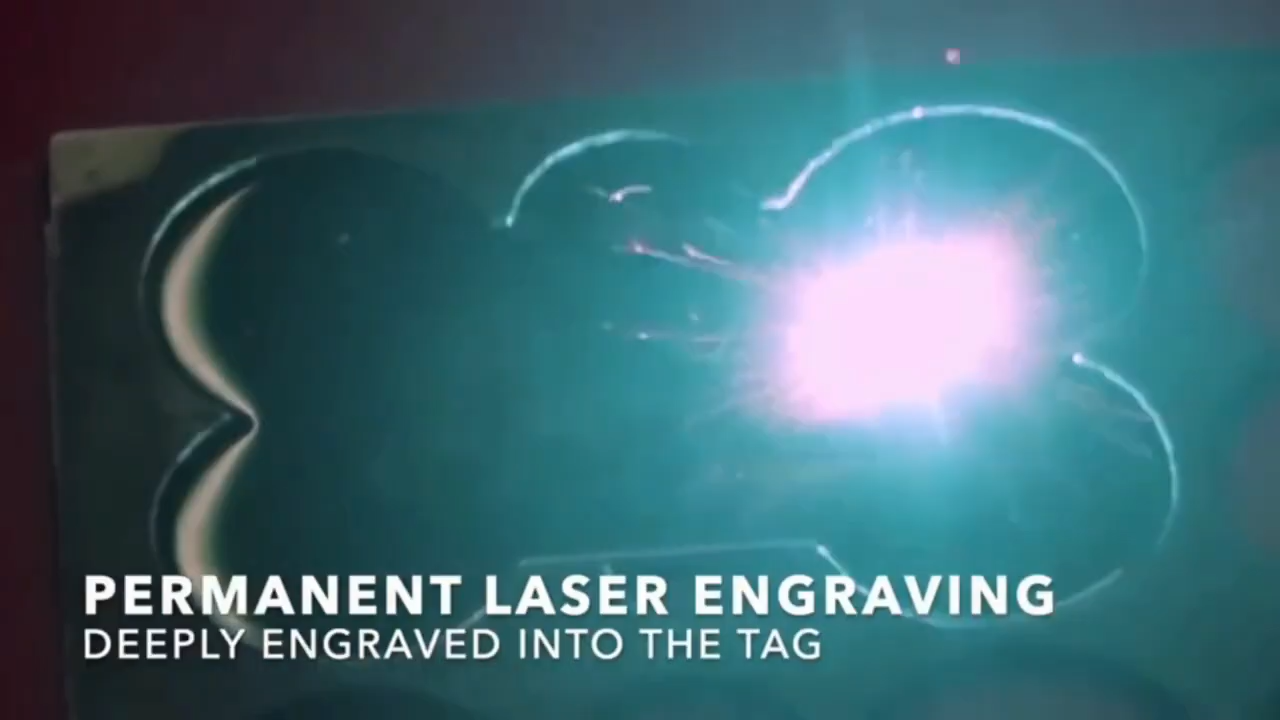 PERMANENT LASER ENGRAVING
DEEPLY ENGRAVED INTO THE TAG